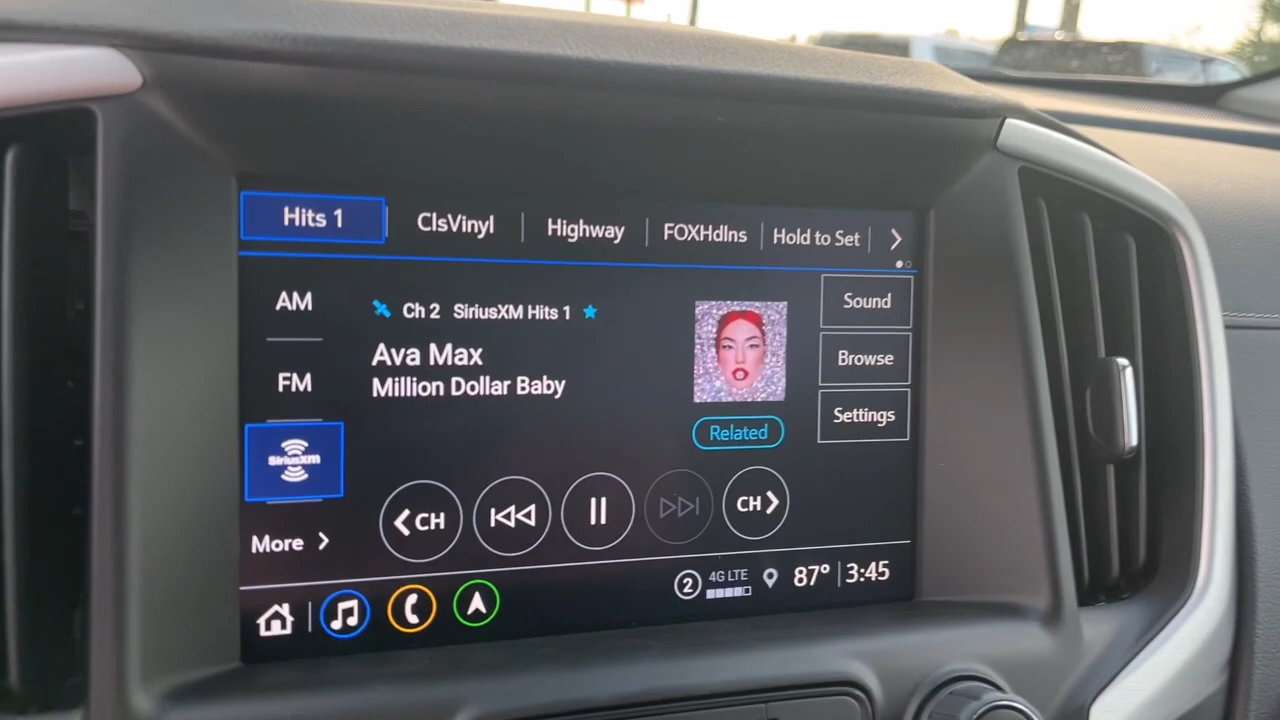 Hits 1
ClsVinyl
Highway
FOXHdlns
Hold to Set
AM
Ch 2 SiriusXM Hits 1
Sound
Ava Max
Browse
FM
Million Dollar Baby
Settings
Related
SiriusXM
CH
CH
More
2
4G LTE
87° 3:45